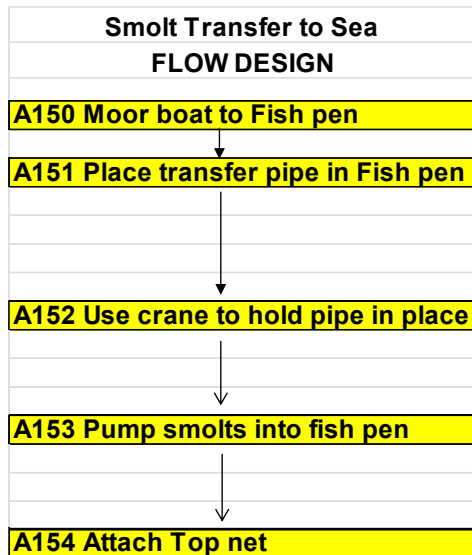 Smolt Transfer to Sea
FLOW DESIGN
A150 Moor boat to Fish pen
A151 Place transfer pipe in Fish pen
A152 Use crane to hold pipe in place
A153 Pump smolts into fish pen
A154 Attach Top net